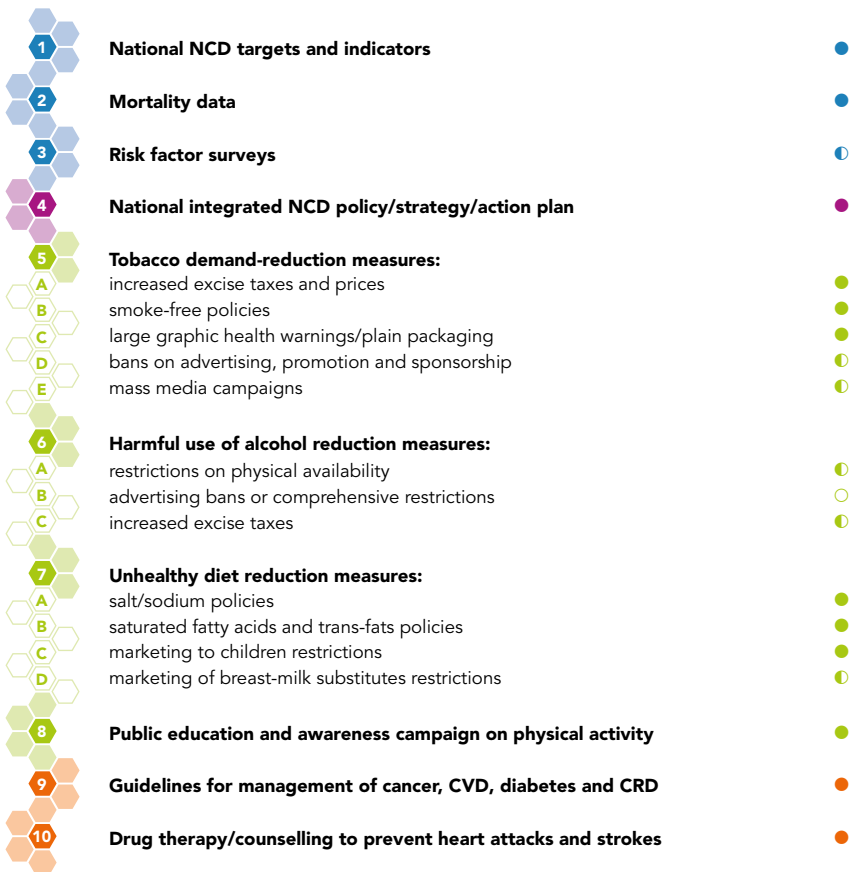 1 National NCD targets and indicators
2 Mortality data
3 Risk factor surveys
4 National integrated NCD policy/strategy/action plan
5 Tobacco demand-reduction measures:
A increased excise taxes and prices
B smoke-free policies
C large graphic health warnings/plain packaging
D bans on advertising, promotion and sponsorship
E mass media campaigns
6 Harmful use of alcohol reduction measures:
A restrictions on physical availability
B advertising bans or comprehensive restrictions
C increased excise taxes
7 Unhealthy diet reduction measures:
A salt/sodium policies
B saturated fatty acids and trans-fats policies
C marketing to children restrictions
D marketing of breast-milk substitutes restrictions
8 Public education and awareness campaign on physical activity
9 Guidelines for management of cancer, CVD, diabetes and CRD
10 Drug therapy/counselling to prevent heart attacks and strokes